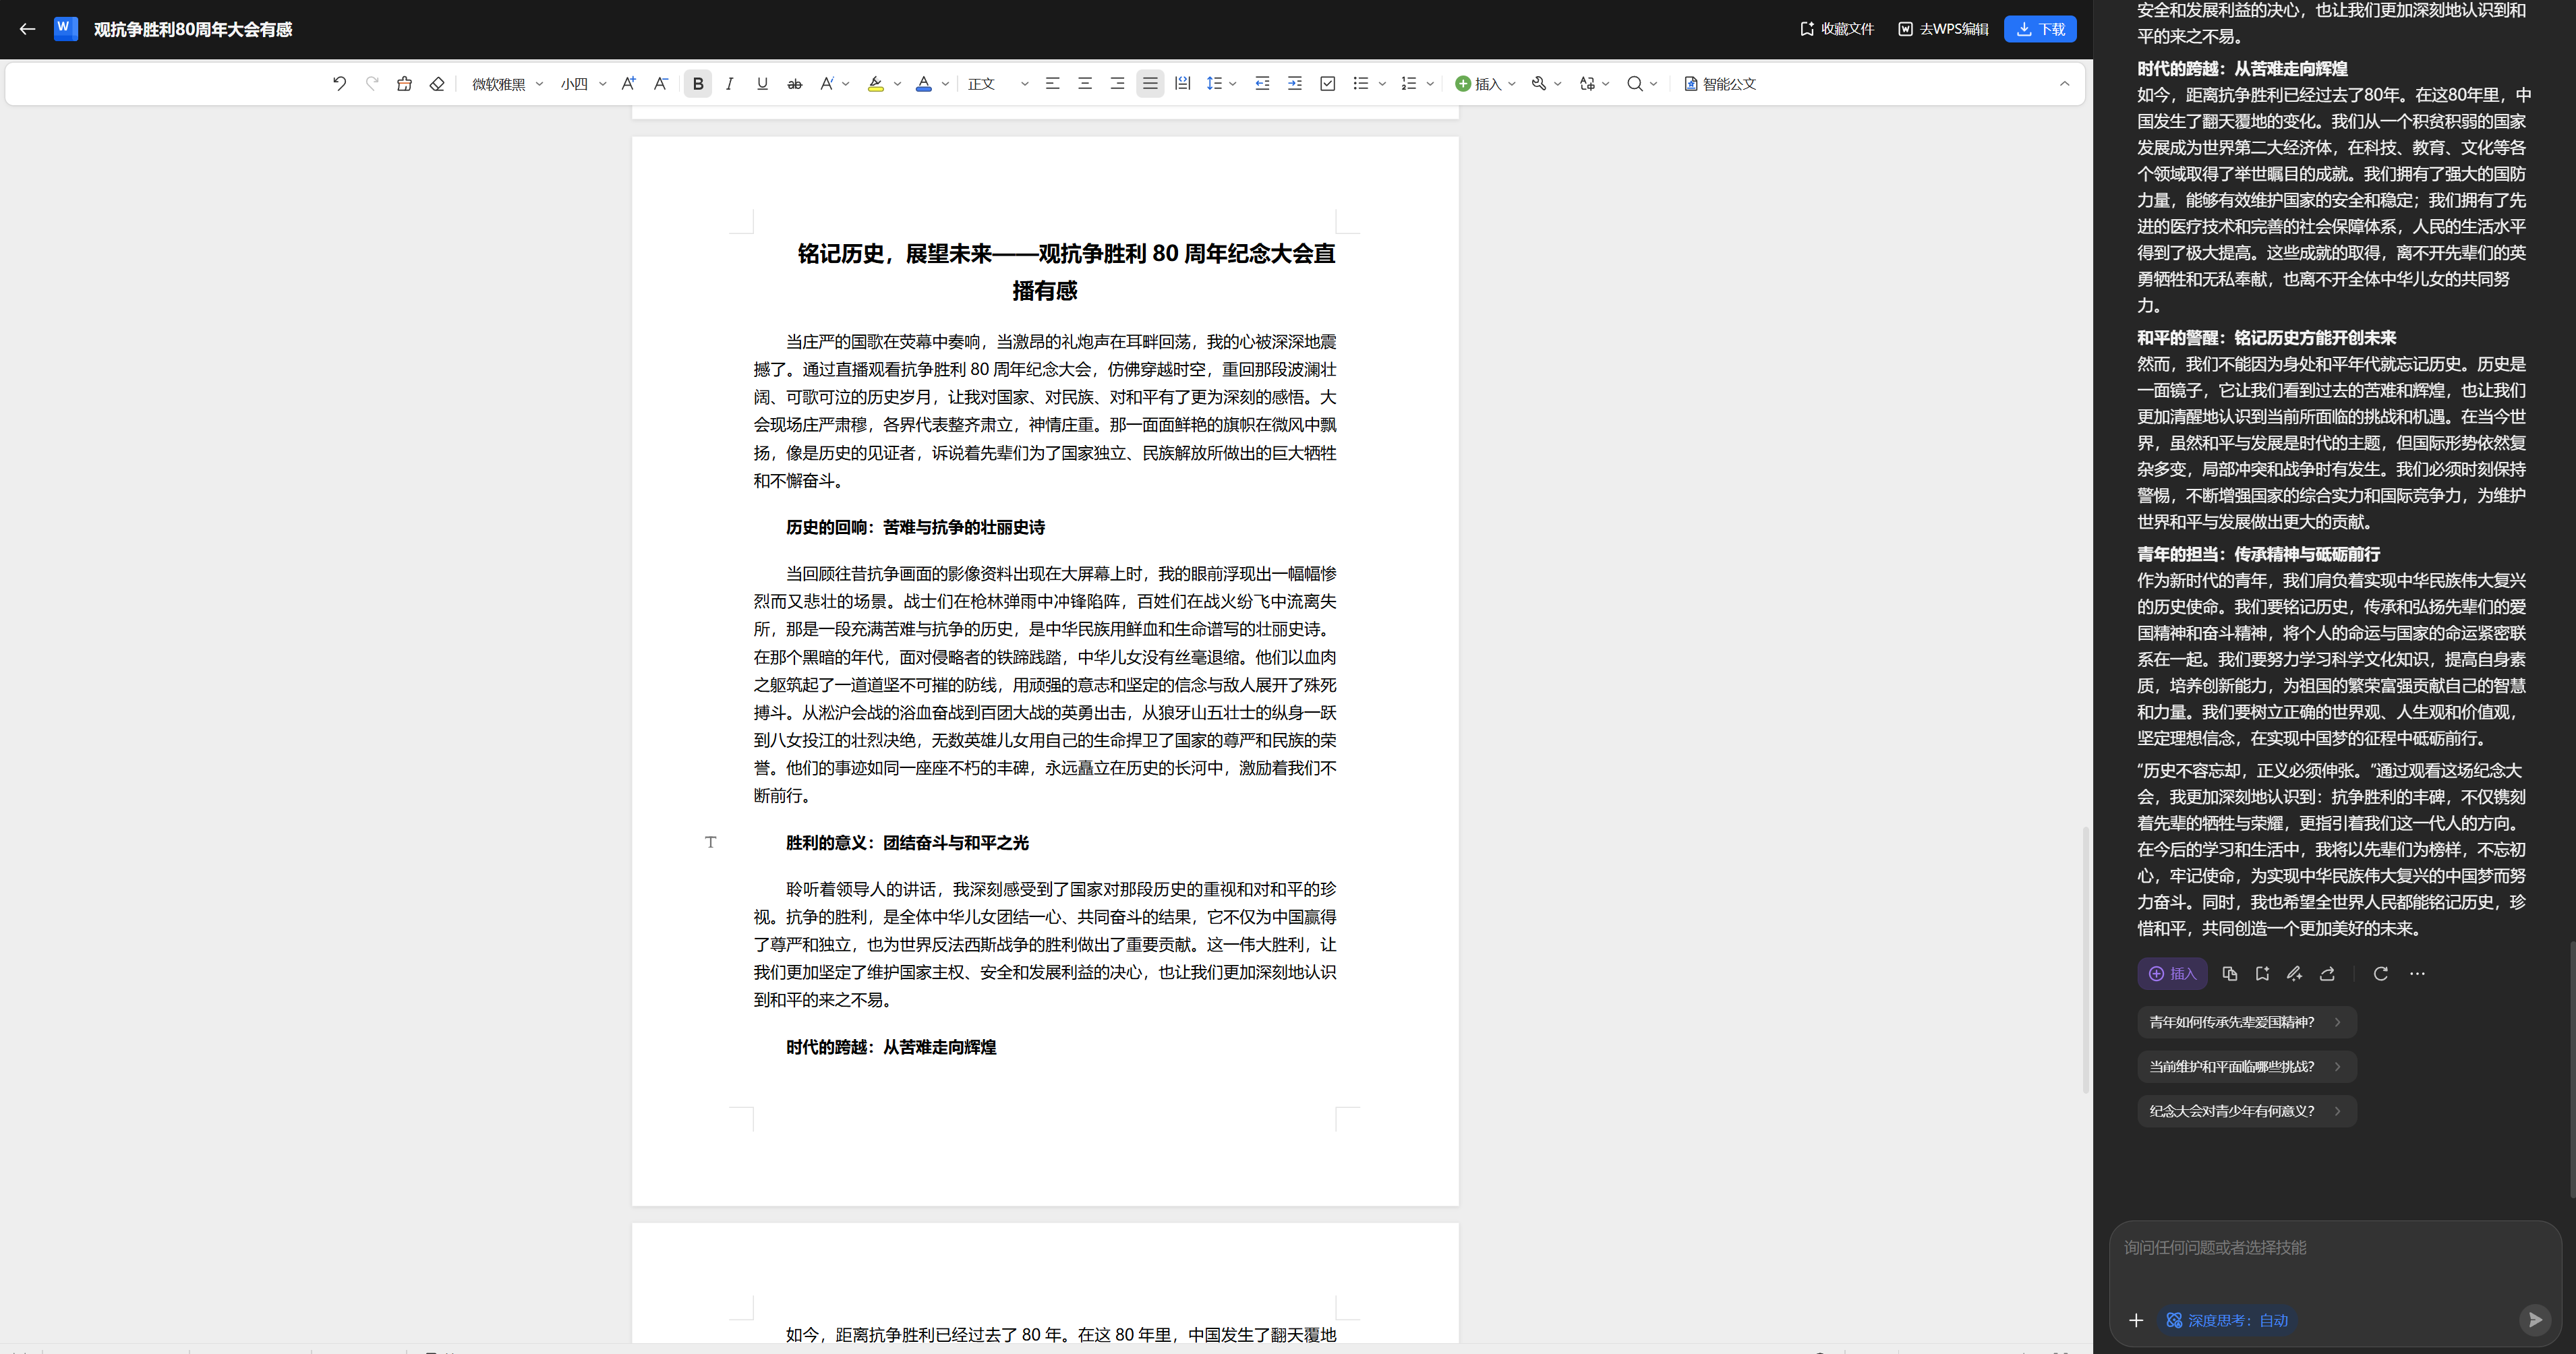 观抗争胜利80周年大会有感
收藏文件
去WPS编辑
下载
微软雅黑
小四
正文
插入
智能公文
铭记历史，展望未来——观抗争胜利 80 周年纪念大会直
播有感
当庄严的国歌在荧幕中奏响，当激昂的礼炮声在耳畔回荡，我的心被深深地震
撼了。通过直播观看抗争胜利 80 周年纪念大会，仿佛穿越时空，重回那段波澜壮
阔、可歌可泣的历史岁月，让我对国家、对民族、对和平有了更为深刻的感悟。大
会现场庄严肃穆，各界代表整齐肃立，神情庄重。那一面面鲜艳的旗帜在微风中飘
扬，像是历史的见证者，诉说着先辈们为了国家独立、民族解放所做出的巨大牺牲
和不懈奋斗。
历史的回响：苦难与抗争的壮丽史诗
当回顾往昔抗争画面的影像资料出现在大屏幕上时，我的眼前浮现出一幅幅惨
烈而又悲壮的场景。战士们在枪林弹雨中冲锋陷阵，百姓们在战火纷飞中流离失
所，那是一段充满苦难与抗争的历史，是中华民族用鲜血和生命谱写的壮丽史诗。
在那个黑暗的年代，面对侵略者的铁蹄践踏，中华儿女没有丝毫退缩。他们以血肉
之躯筑起了一道道坚不可摧的防线，用顽强的意志和坚定的信念与敌人展开了殊死
搏斗。从淞沪会战的浴血奋战到百团大战的英勇出击，从狼牙山五壮士的纵身一跃
到八女投江的壮烈决绝，无数英雄儿女用自己的生命捍卫了国家的尊严和民族的荣
誉。他们的事迹如同一座座不朽的丰碑，永远矗立在历史的长河中，激励着我们不
断前行。
胜利的意义：团结奋斗与和平之光
聆听着领导人的讲话，我深刻感受到了国家对那段历史的重视和对和平的珍
视。抗争的胜利，是全体中华儿女团结一心、共同奋斗的结果，它不仅为中国赢得
了尊严和独立，也为世界反法西斯战争的胜利做出了重要贡献。这一伟大胜利，让
我们更加坚定了维护国家主权、安全和发展利益的决心，也让我们更加深刻地认识
到和平的来之不易。
时代的跨越：从苦难走向辉煌
如今，距离抗争胜利已经过去了 80 年。在这 80 年里，中国发生了翻天覆地
安全和发展利益的决心，也让我们更加深刻地认识到和
平的来之不易。
时代的跨越：从苦难走向辉煌
如今，距离抗争胜利已经过去了80年。在这80年里，中
国发生了翻天覆地的变化。我们从一个积贫积弱的国家
发展成为世界第二大经济体，在科技、教育、文化等各
个领域取得了举世瞩目的成就。我们拥有了强大的国防
力量，能够有效维护国家的安全和稳定；我们拥有了先
进的医疗技术和完善的社会保障体系，人民的生活水平
得到了极大提高。这些成就的取得，离不开先辈们的英
勇牺牲和无私奉献，也离不开全体中华儿女的共同努
力。
和平的警醒：铭记历史方能开创未来
然而，我们不能因为身处和平年代就忘记历史。历史是
一面镜子，它让我们看到过去的苦难和辉煌，也让我们
更加清醒地认识到当前所面临的挑战和机遇。在当今世
界，虽然和平与发展是时代的主题，但国际形势依然复
杂多变，局部冲突和战争时有发生。我们必须时刻保持
警惕，不断增强国家的综合实力和国际竞争力，为维护
世界和平与发展做出更大的贡献。
青年的担当：传承精神与砥砺前行
作为新时代的青年，我们肩负着实现中华民族伟大复兴
的历史使命。我们要铭记历史，传承和弘扬先辈们的爱
国精神和奋斗精神，将个人的命运与国家的命运紧密联
系在一起。我们要努力学习科学文化知识，提高自身素
质，培养创新能力，为祖国的繁荣富强贡献自己的智慧
和力量。我们要树立正确的世界观、人生观和价值观，
坚定理想信念，在实现中国梦的征程中砥砺前行。
“历史不容忘却，正义必须伸张。”通过观看这场纪念大
会，我更加深刻地认识到：抗争胜利的丰碑，不仅镌刻
着先辈的牺牲与荣耀，更指引着我们这一代人的方向。
在今后的学习和生活中，我将以先辈们为榜样，不忘初
心，牢记使命，为实现中华民族伟大复兴的中国梦而努
力奋斗。同时，我也希望全世界人民都能铭记历史，珍
惜和平，共同创造一个更加美好的未来。
插入
青年如何传承先辈爱国精神？
当前维护和平面临哪些挑战？
纪念大会对青少年有何意义？
询问任何问题或者选择技能
深度思考：自动